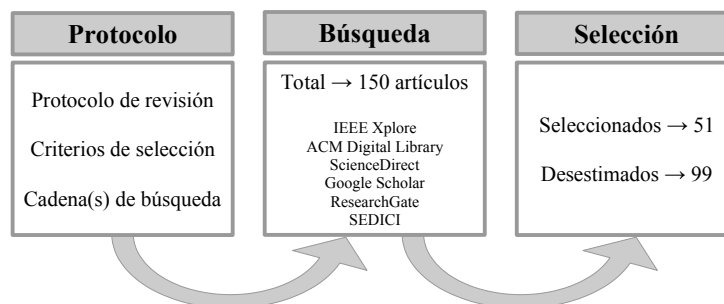 Protocolo
Protocolo de revisión
Criterios de selección
Cadena(s) de búsqueda
Búsqueda
Total → 150 artículos
IEEE Xplore
ACM Digital Library
ScienceDirect
Google Scholar
ResearchGate
SEDICI
Selección
Seleccionados → 51
Desestimados → 99